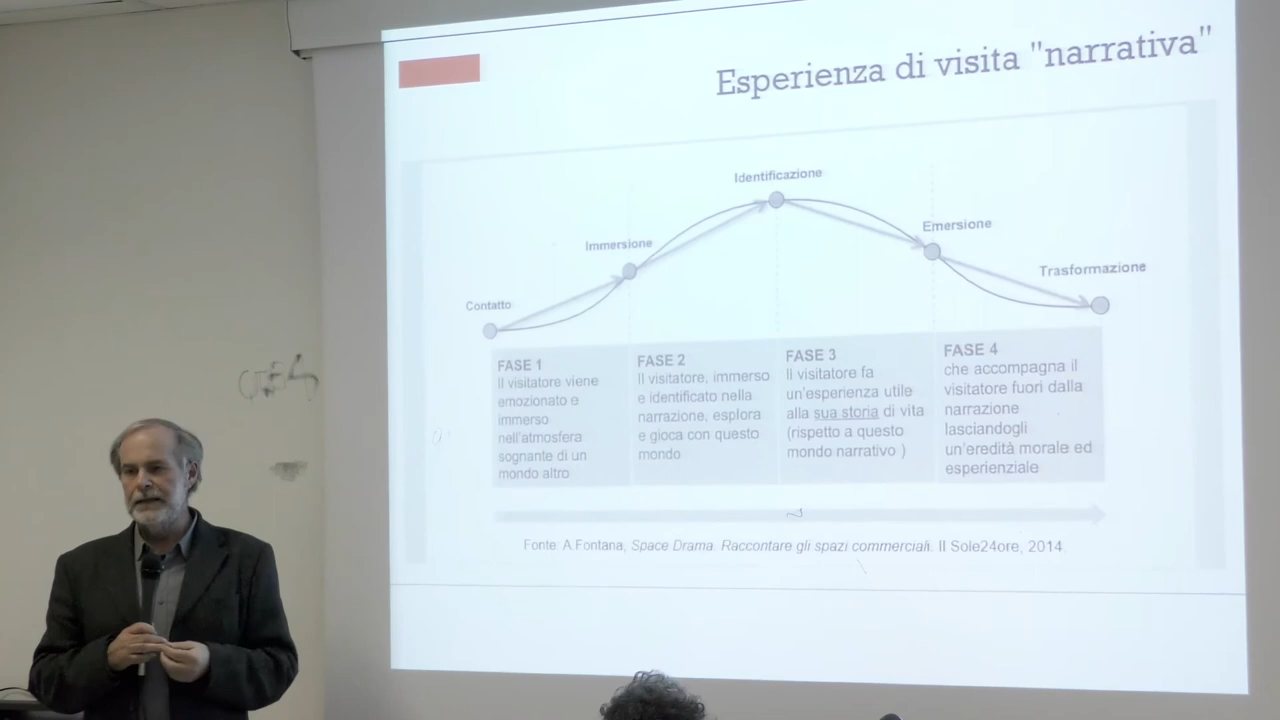 Esperienza di visita "narrativa"
Identificazione
Emersione
Immersione
Trasformazione
Contatto
FASE 1
Il visitatore viene
emozionato e
immerso
nell'atmosfera
sognante di un
mondo altro
FASE 2
Il visitatore, immerso
e identificato nella
narrazione, esplora
e gioca con questo
mondo
FASE 3
Il visitatore fa
un'esperienza utile
alla sua storia di vita
(rispetto a questo
mondo narrativo )
FASE 4
che accompagna il
visitatore fuori dalla
narrazione
lasciandogli
un'eredità morale ed
esperienziale
Fonte: A.Fontana, Space Drama. Raccontare gli spazi commerciali. Il Sole24ore, 2014.